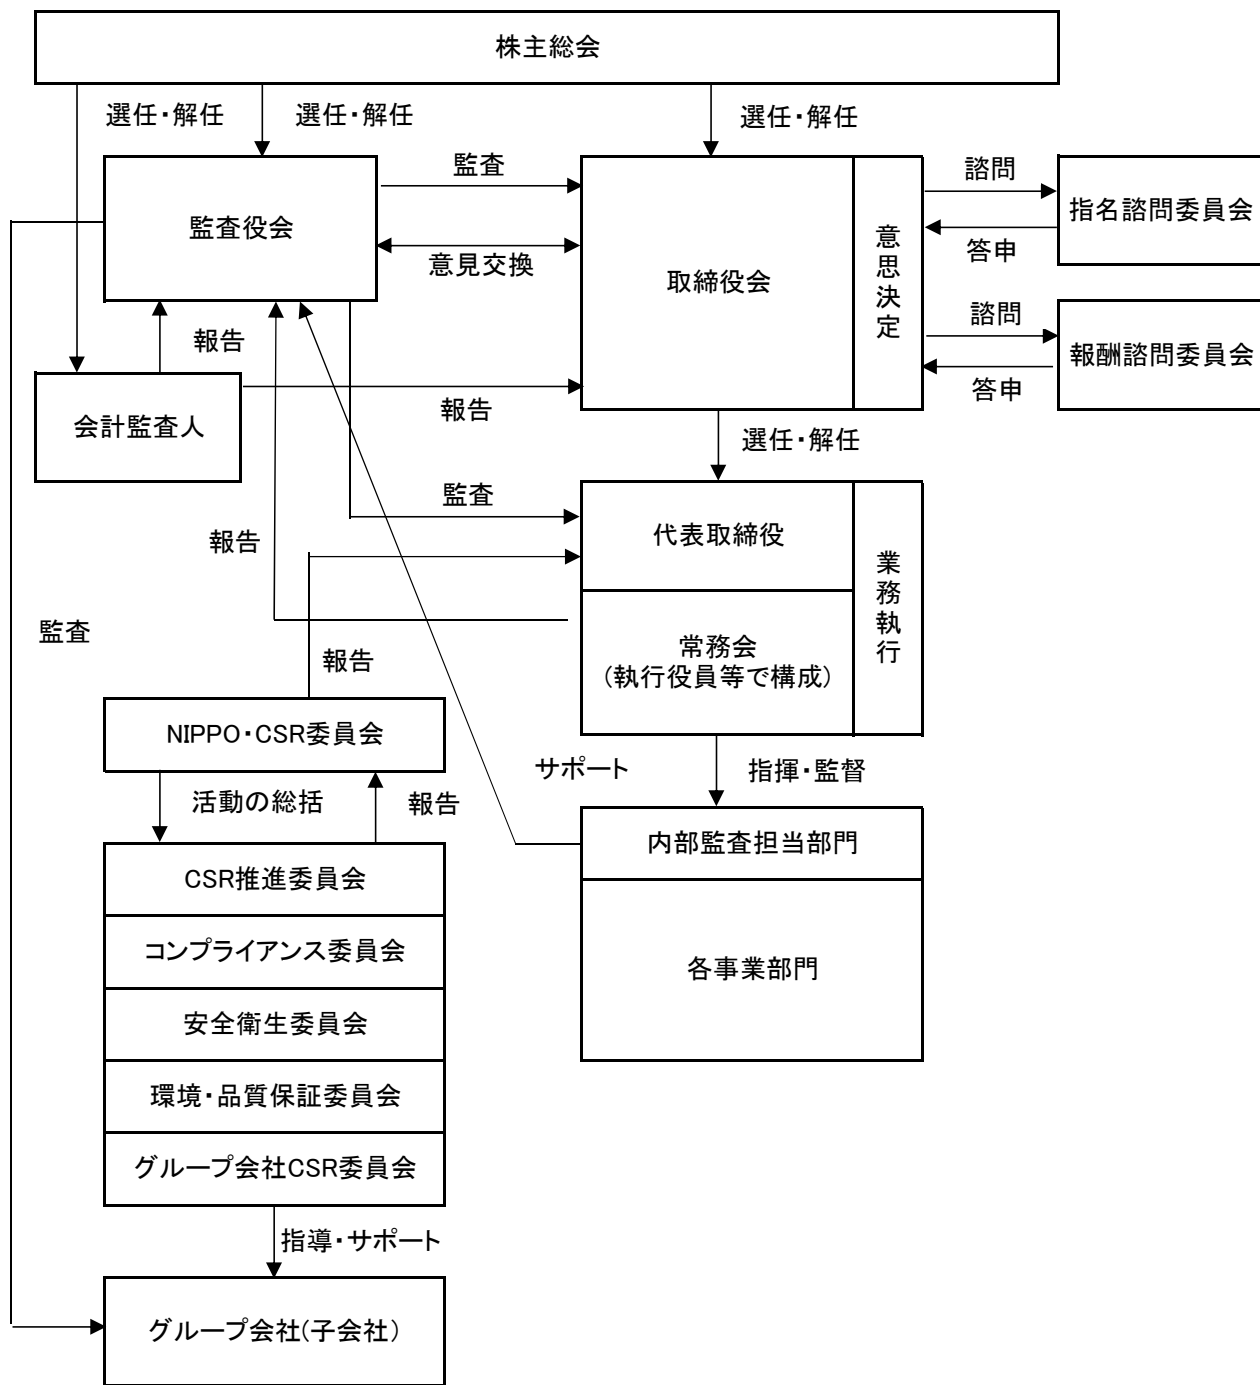 株主総会
選任・解任
選任・解任
選任・解任
監査役会
監査
意見交換
取締役会
意思決定
諮問
指名諮問委員会
答申
諮問
報酬諮問委員会
答申
報告
会計監査人
報告
選任・解任
監査
代表取締役
業務執行
報告
常務会
(執行役員等で構成)
監査
報告
NIPPO・CSR委員会
サポート
指揮・監督
活動の総括
報告
内部監査担当部門
CSR推進委員会
コンプライアンス委員会
各事業部門
安全衛生委員会
環境・品質保証委員会
グループ会社CSR委員会
指導・サポート
グループ会社(子会社)